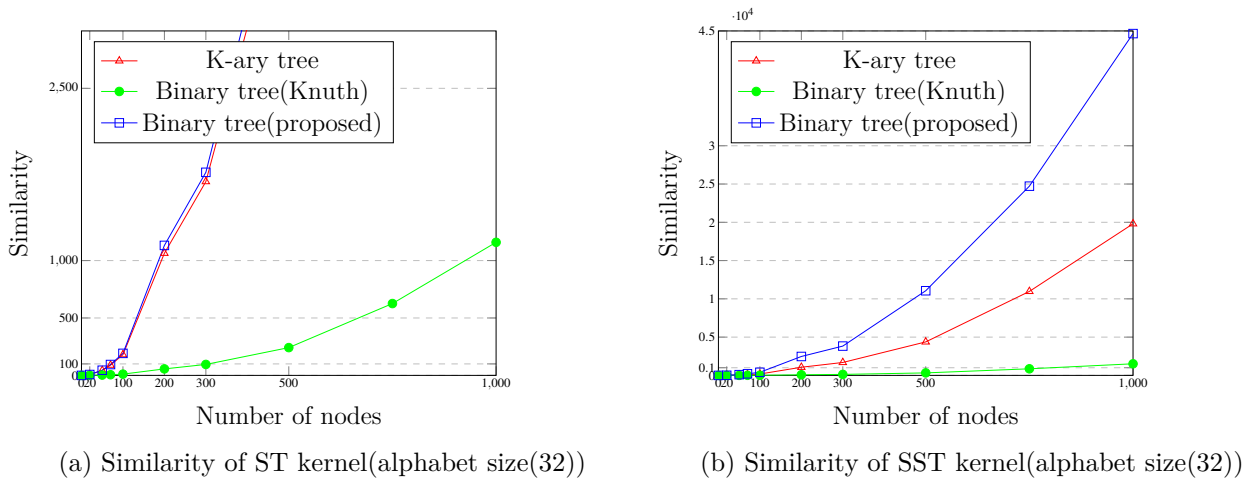 K-ary tree
Binary tree(Knuth)
Binary tree(proposed)
2,500
1,000
500
100
0
0
20
100
200
300
500
1,000
Similarity
Number of nodes
(a) Similarity of ST kernel(alphabet size(32))
·10⁴
4.5
K-ary tree
Binary tree(Knuth)
Binary tree(proposed)
3
2.5
2
1.5
1
0.5
0.1
0
20
100
200
300
500
1,000
Similarity
Number of nodes
(b) Similarity of SST kernel(alphabet size(32))